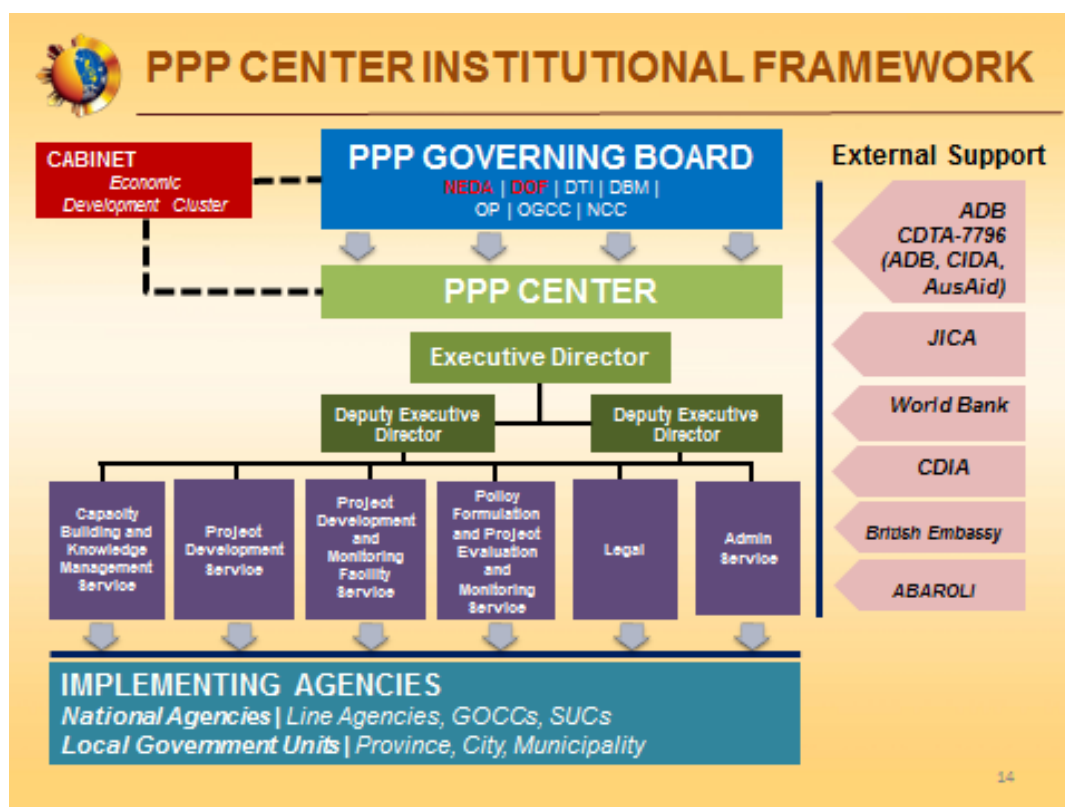 PPP CENTER INSTITUTIONAL FRAMEWORK
CABINET
Economic
Development Cluster
PPP GOVERNING BOARD
NEDA | DOF | DTI | DBM |
OP | OGCC | NCC
PPP CENTER
Executive Director
Deputy Executive
Director
Deputy Executive
Director
Capacity
Building and
Knowledge
Management
Service
Project
Development
Service
Project
Development
and
Monitoring
Facility
Service
Policy
Formulation
and Project
Evaluation
and
Monitoring
Service
Legal
Admin
Service
IMPLEMENTING AGENCIES
National Agencies | Line Agencies, GOCCs, SUCs
Local Government Units | Province, City, Municipality
External Support
ADB
CDTA-7796
(ADB, CIDA,
AusAid)
JICA
World Bank
CDIA
British Embassy
ABAROLI
14